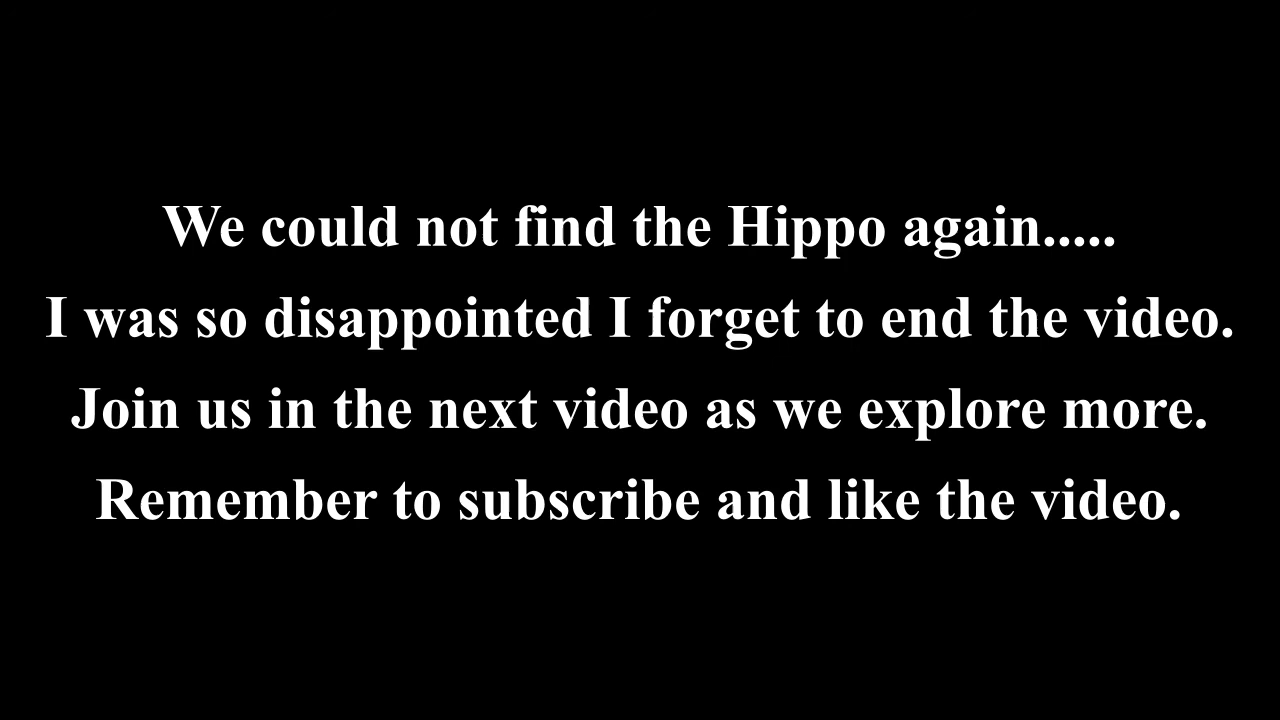 We could not find the Hippo again.....
I was so disappointed I forget to end the video.
Join us in the next video as we explore more.
Remember to subscribe and like the video.